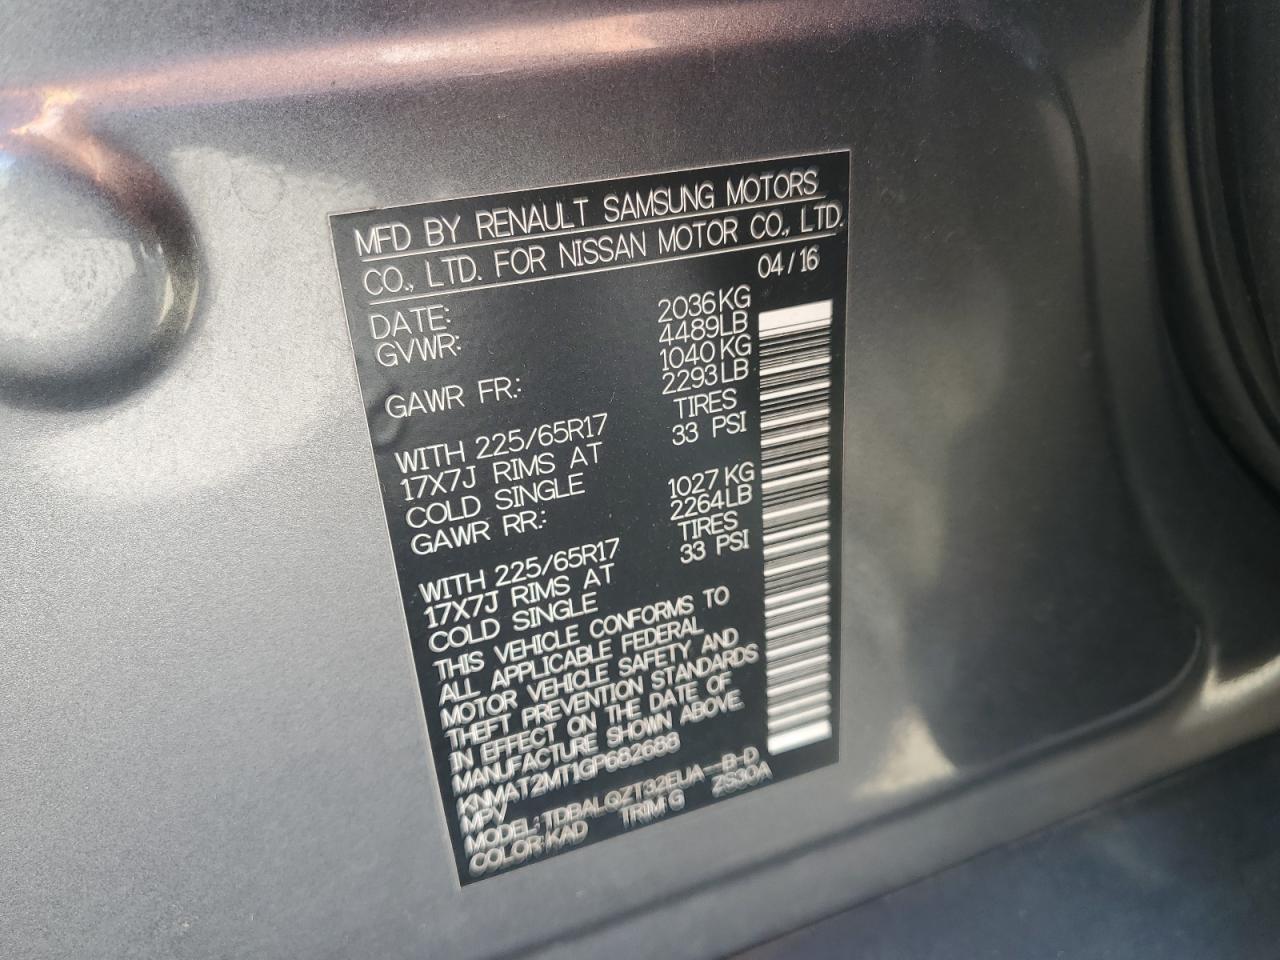 MFD BY RENAULT SAMSUNG MOTORS
CO., LTD. FOR NISSAN MOTOR CO., LTD.
DATE: 04/16
GVWR: 2036KG
4489LB
GAWR FR.: 1040KG
2293LB
WITH 225/65R17 TIRES
17X7J RIMS AT 33 PSI
COLD SINGLE
GAWR RR.: 1027KG
2264LB
WITH 225/65R17 TIRES
17X7J RIMS AT 33 PSI
COLD SINGLE
THIS VEHICLE CONFORMS TO
ALL APPLICABLE FEDERAL
MOTOR VEHICLE SAFETY AND
THEFT PREVENTION STANDARDS
IN EFFECT ON THE DATE OF
MANUFACTURE SHOWN ABOVE.
KNMAT2MT1GP682688
MPV
MODEL: TDBALQZT32EUA--B-D
COLOR: KAD TRIM: G ZS30A